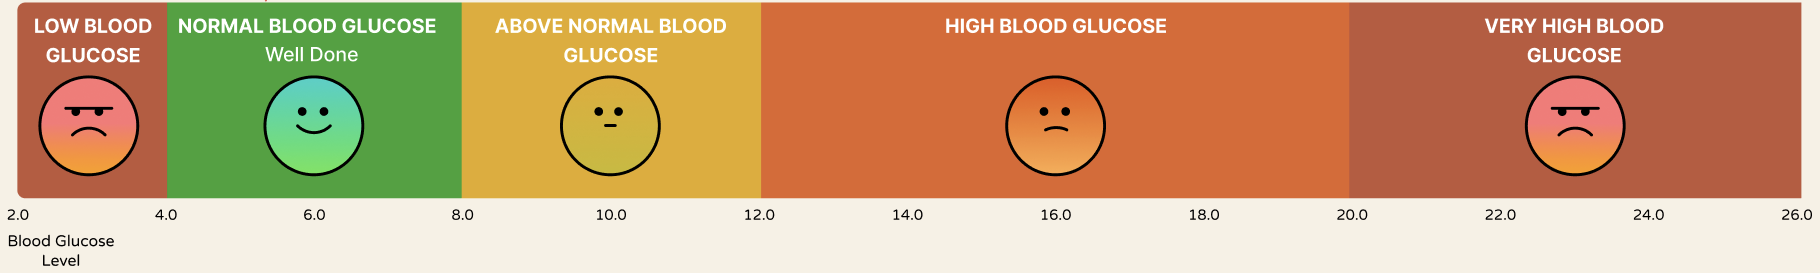 LOW BLOOD
GLUCOSE
NORMAL BLOOD GLUCOSE
Well Done
ABOVE NORMAL BLOOD
GLUCOSE
HIGH BLOOD GLUCOSE
VERY HIGH BLOOD
GLUCOSE
2.0 4.0 6.0 8.0 10.0 12.0 14.0 16.0 18.0 20.0 22.0 24.0 26.0
Blood Glucose
Level